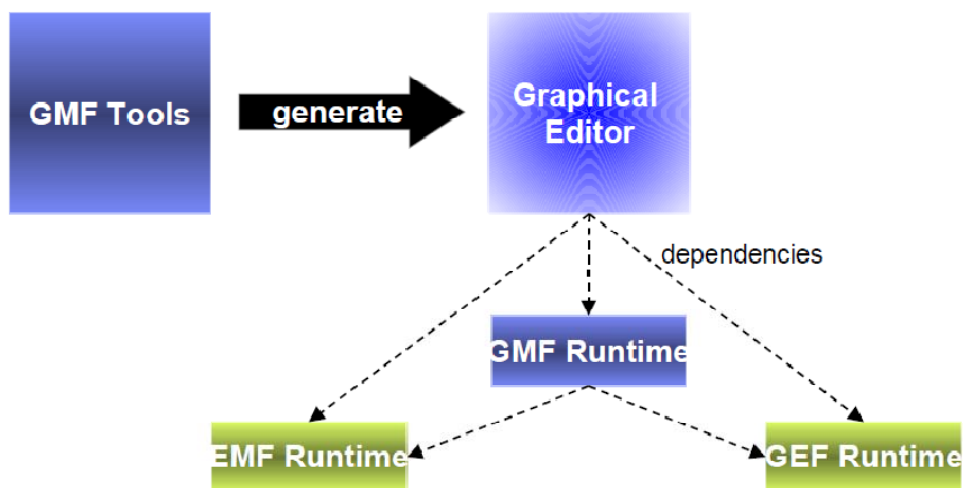 GMF Tools
generate
Graphical
Editor
dependencies
GMF Runtime
EMF Runtime
GEF Runtime